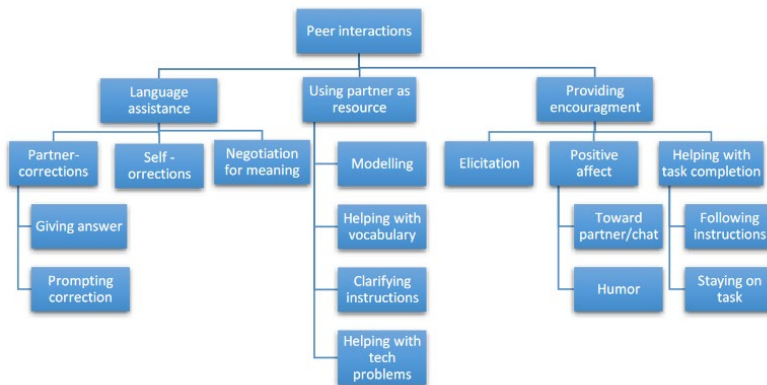 Peer interactions
Language
assistance
Using partner as
resource
Providing
encouragment
Partner-
corrections
Self -
orrections
Negotiation
for meaning
Modelling
Elicitation
Positive
affect
Helping with
task completion
Giving answer
Prompting
correction
Helping with
vocabulary
Clarifying
instructions
Helping with
tech
problems
Toward
partner/chat
Humor
Following
instructions
Staying on
task